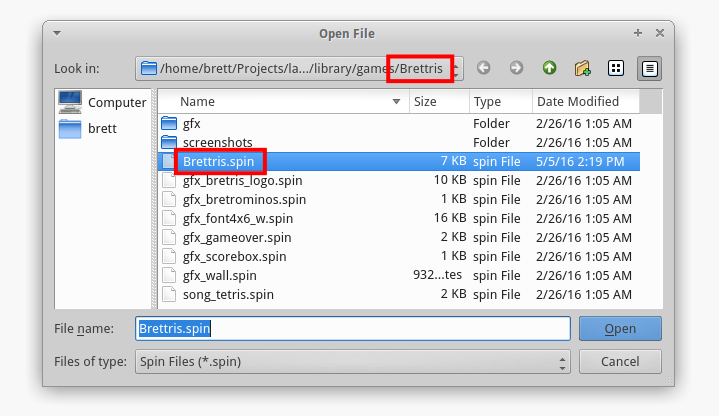 Open File
Look in: /home/brett/Projects/la.../library/games/Brettris
Computer
brett
Name Size Type Date Modified
gfx Folder 2/26/16 1:05 AM
screenshots Folder 2/26/16 1:05 AM
Brettris.spin 7 KB spin File 5/5/16 2:19 PM
gfx_bretris_logo.spin 10 KB spin File 2/26/16 1:05 AM
gfx_bretrominos.spin 1 KB spin File 2/26/16 1:05 AM
gfx_font4x6_w.spin 16 KB spin File 2/26/16 1:05 AM
gfx_gameover.spin 2 KB spin File 2/26/16 1:05 AM
gfx_scorebox.spin 1 KB spin File 2/26/16 1:05 AM
gfx_wall.spin 932...tes spin File 2/26/16 1:05 AM
song_tetris.spin 2 KB spin File 2/26/16 1:05 AM
File name: Brettris.spin Open
Files of type: Spin Files (*.spin) Cancel